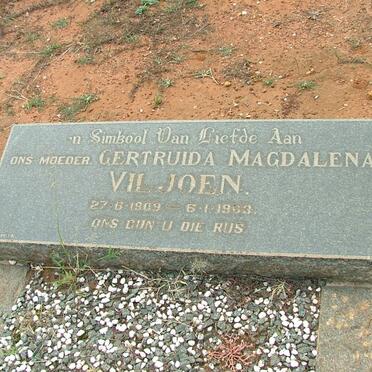 'n Simbool Van Liefde Aan
ONS MOEDER. GERTRUIDA MAGDALENA
VILJOEN.
27-6-1909 — 6-1-1963.
ONS GUN U DIE RUS